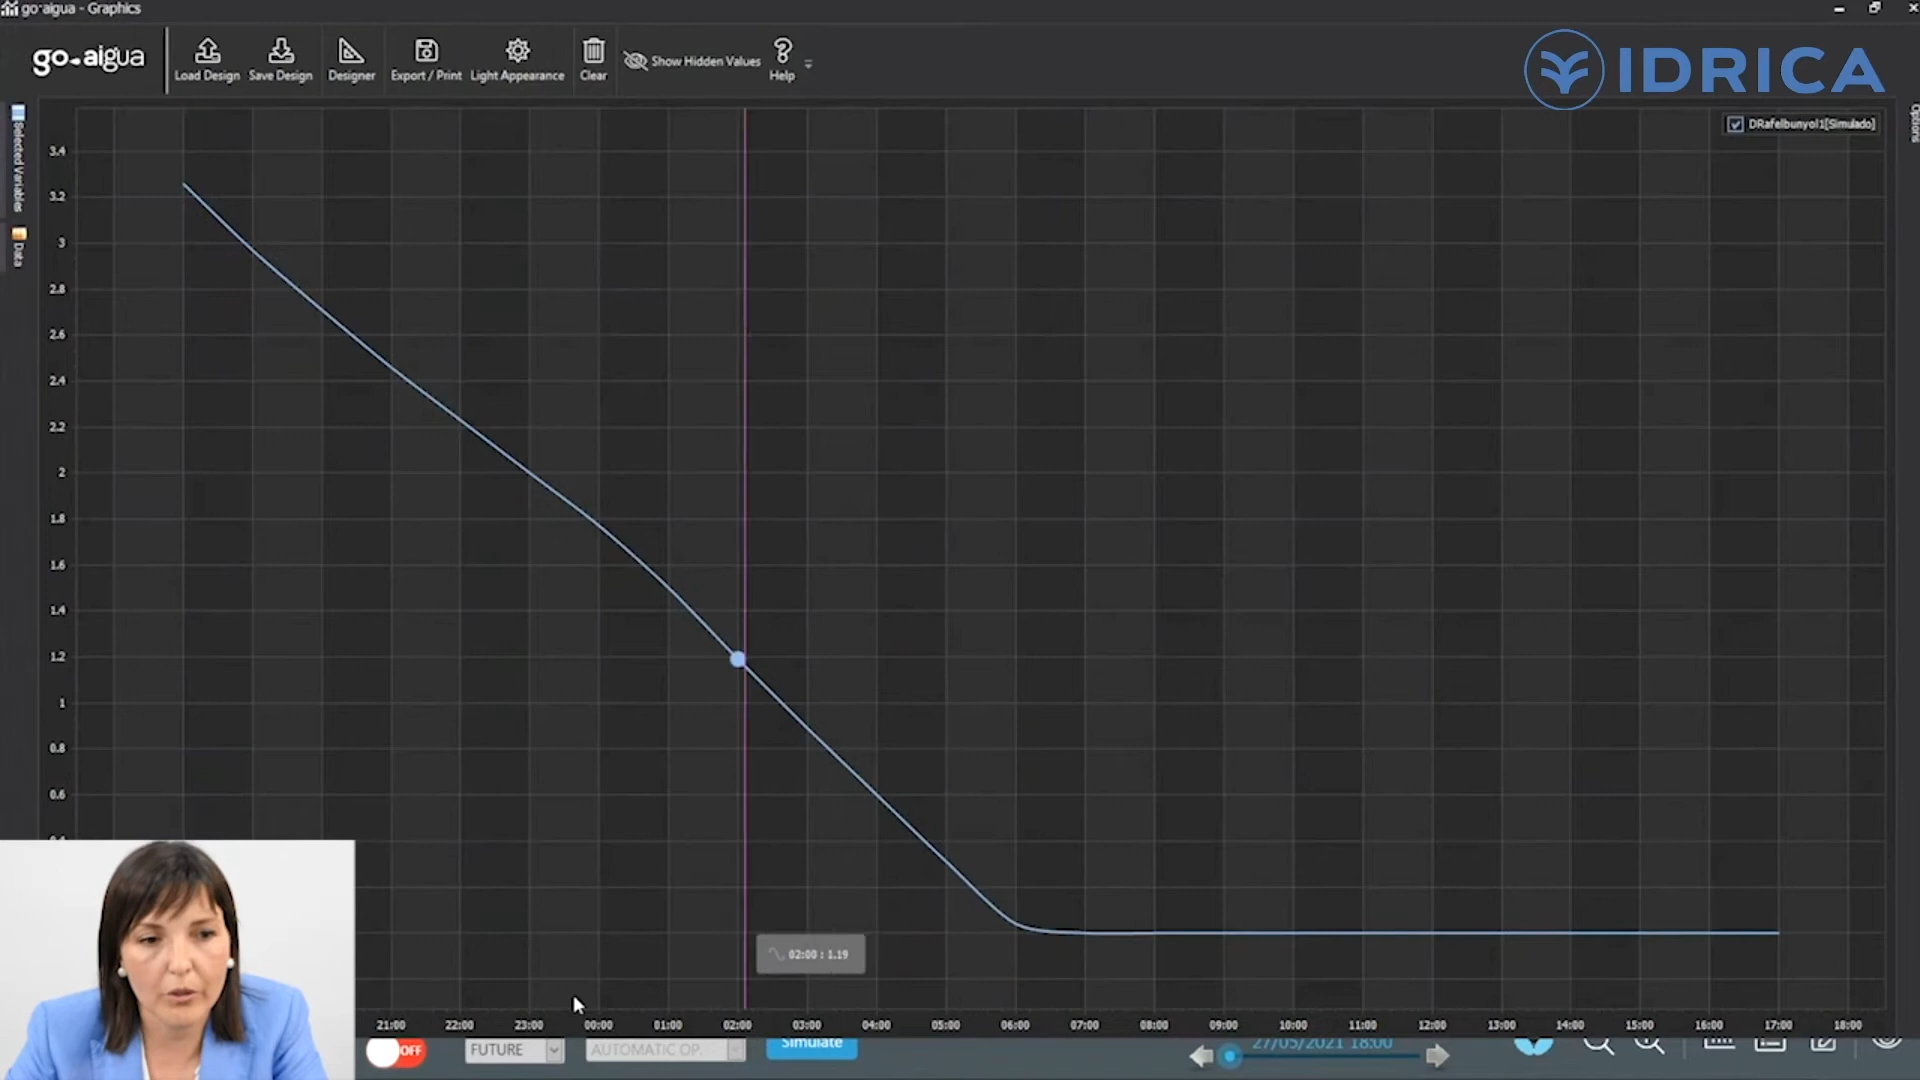 go·aigua - Graphics
go·aigua
Load Design
Save Design
Designer
Export / Print
Light Appearance
Clear
Show Hidden Values
Help
IDRICA
Options
DRafelbunyol1[Simulado]
Selected Variables
Data
3.4
3.2
3
2.8
2.6
2.4
2.2
2
1.8
1.6
1.4
1.2
1
0.8
0.6
02:00 : 1.19
21:00 22:00 23:00 00:00 01:00 02:00 03:00 04:00 05:00 06:00 07:00 08:00 09:00 10:00 11:00 12:00 13:00 14:00 15:00 16:00 17:00 18:00
OFF
FUTURE
AUTOMATIC OP.
Simulate
27/05/2021 18:00